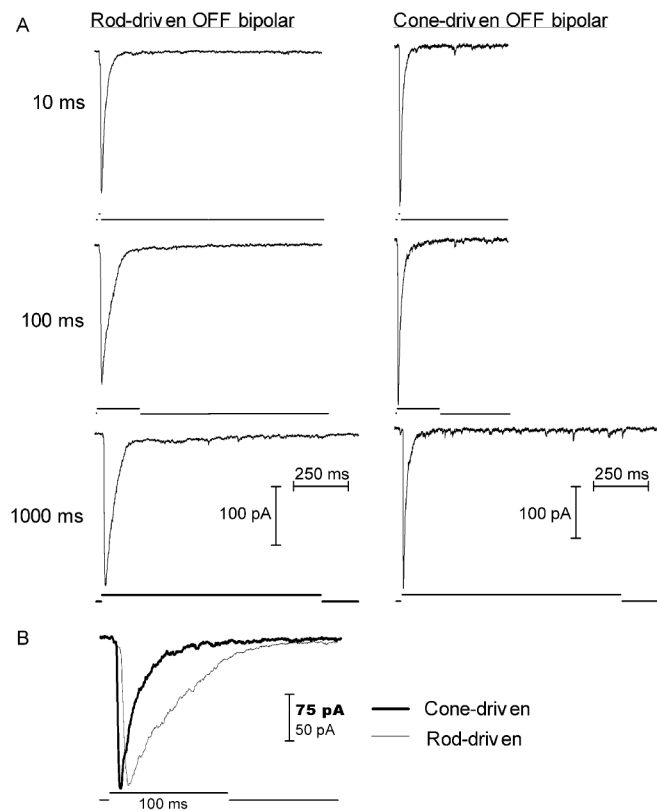 A
Rod-driven OFF bipolar
Cone-driven OFF bipolar
10 ms
100 ms
1000 ms
250 ms
100 pA
250 ms
100 pA
B
75 pA
50 pA
Cone-driven
Rod-driven
100 ms